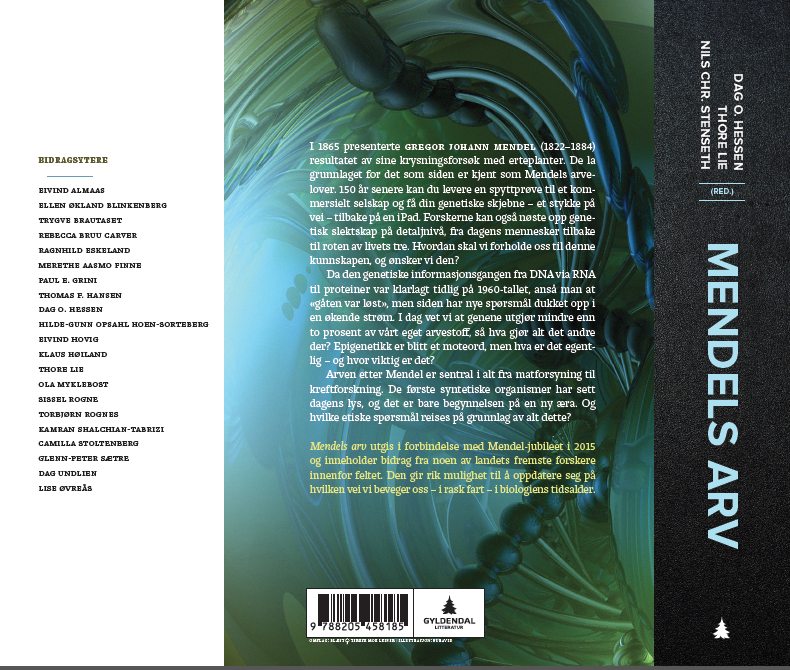 BIDRAGSYTERE
EIVIND ALMAAS
ELLEN ØKLAND BLINKENBERG
TRYGVE BRAUTASET
REBECCA BRUU CARVER
RAGNHILD ESKELAND
MERETHE AASMO FINNE
PAUL E. GRINI
THOMAS F. HANSEN
DAG O. HESSEN
HILDE-GUNN OPSAHL HOEN-SORTEBERG
EIVIND HOVIG
KLAUS HØILAND
THORE LIE
OLA MYKLEBOST
SISSEL ROGNE
TORBJØRN ROGNES
KAMRAN SHALCHIAN-TABRIZI
CAMILLA STOLTENBERG
GLENN-PETER SÆTRE
DAG UNDLIEN
LISE ØVREÅS
I 1865 presenterte GREGOR JOHANN MENDEL (1822–1884)
resultatet av sine krysningsforsøk med erteplanter. De la
grunnlaget for det som siden er kjent som Mendels arve-
lover. 150 år senere kan du levere en spyttprøve til et kom-
mersielt selskap og få din genetiske skjebne – et stykke på
vei – tilbake på en iPad. Forskerne kan også nøste opp gene-
tisk slektskap på detaljnivå, fra dagens mennesker tilbake
til roten av livets tre. Hvordan skal vi forholde oss til denne
kunnskapen, og ønsker vi den?
Da den genetiske informasjonsgangen fra DNA via RNA
til proteiner var klarlagt tidlig på 1960-tallet, anså man at
«gåten var løst», men siden har nye spørsmål dukket opp i
en økende strøm. I dag vet vi at genene utgjør mindre enn
to prosent av vårt eget arvestoff, så hva gjør alt det andre
der? Epigenetikk er blitt et moteord, men hva er det egent-
lig – og hvor viktig er det?
Arven etter Mendel er sentral i alt fra matforsyning til
kreftforskning. De første syntetiske organismer har sett
dagens lys, og det er bare begynnelsen på en ny æra. Og
hvilke etiske spørsmål reises på grunnlag av alt dette?
Mendels arv utgis i forbindelse med Mendel-jubileet i 2015
og inneholder bidrag fra noen av landets fremste forskere
innenfor feltet. Den gir rik mulighet til å oppdatere seg på
hvilken vei vi beveger oss – i rask fart – i biologiens tidsalder.
9 788205 458185
GYLDENDAL
LITTERATUR
DAG O. HESSEN
THORE LIE
NILS CHR. STENSETH
(RED.)
MENDELS ARV